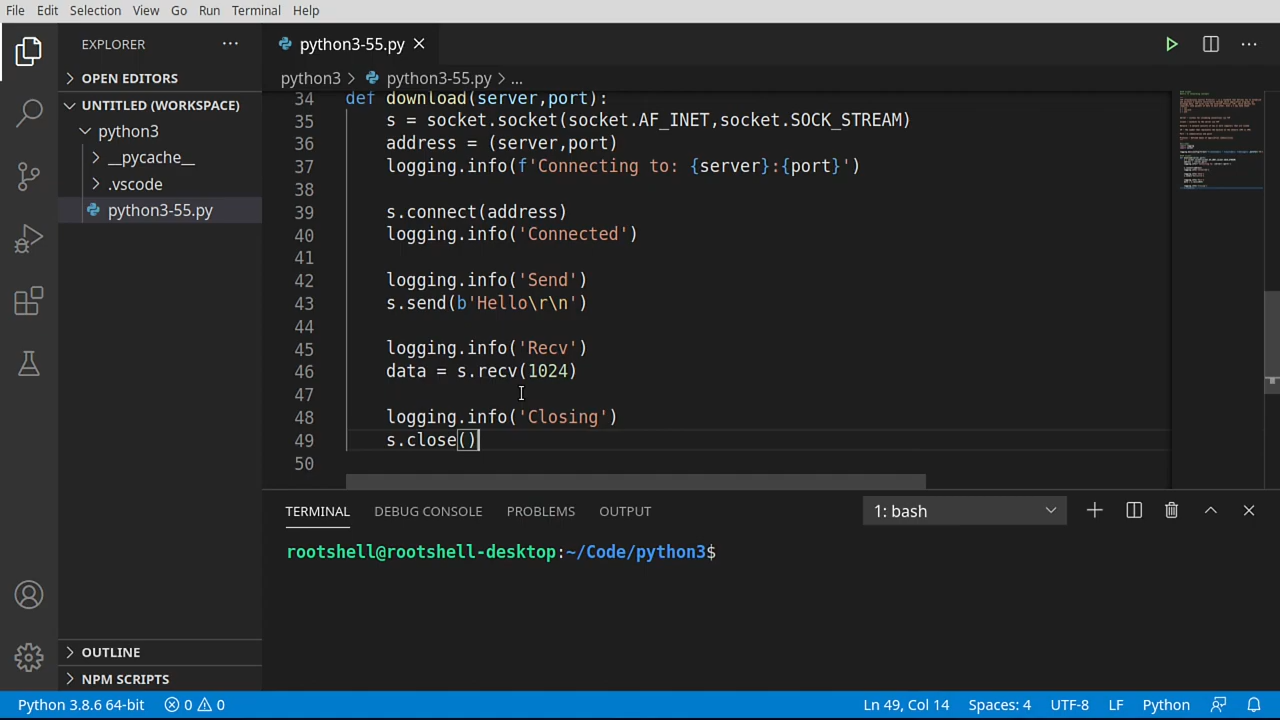 File Edit Selection View Go Run Terminal Help
EXPLORER
python3-55.py
OPEN EDITORS
python3 > python3-55.py > ...
UNTITLED (WORKSPACE)
python3
__pycache__
.vscode
python3-55.py
34 def download(server,port):
35 s = socket.socket(socket.AF_INET,socket.SOCK_STREAM)
36 address = (server,port)
37 logging.info(f'Connecting to: {server}:{port}')
38
39 s.connect(address)
40 logging.info('Connected')
41
42 logging.info('Send')
43 s.send(b'Hello\r\n')
44
45 logging.info('Recv')
46 data = s.recv(1024)
47
48 logging.info('Closing')
49 s.close()
50
TERMINAL DEBUG CONSOLE PROBLEMS OUTPUT 1: bash
rootshell@rootshell-desktop:~/Code/python3$
OUTLINE
NPM SCRIPTS
Python 3.8.6 64-bit 0 0 Ln 49, Col 14 Spaces: 4 UTF-8 LF Python